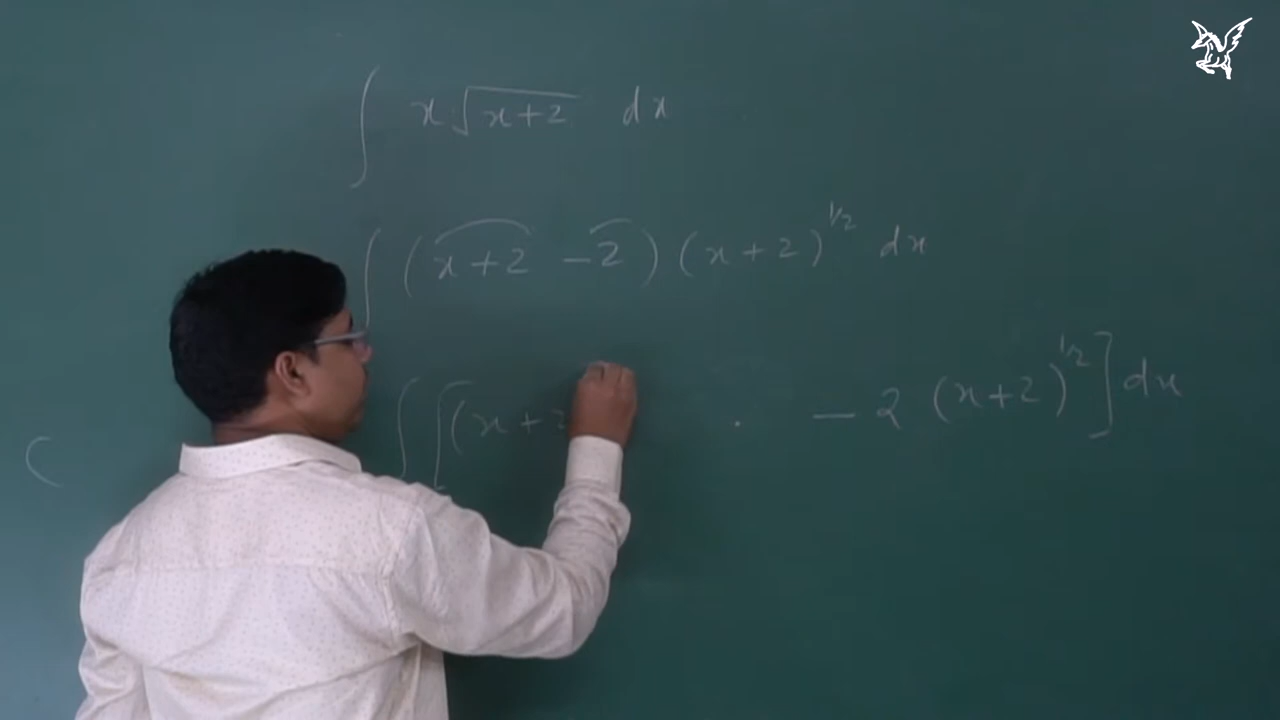 ∫ x √(x+2) dx
∫ (x+2 -2) (x+2)^1/2 dx
∫ [(x+2 . - 2 (x+2)^1/2] dx
(